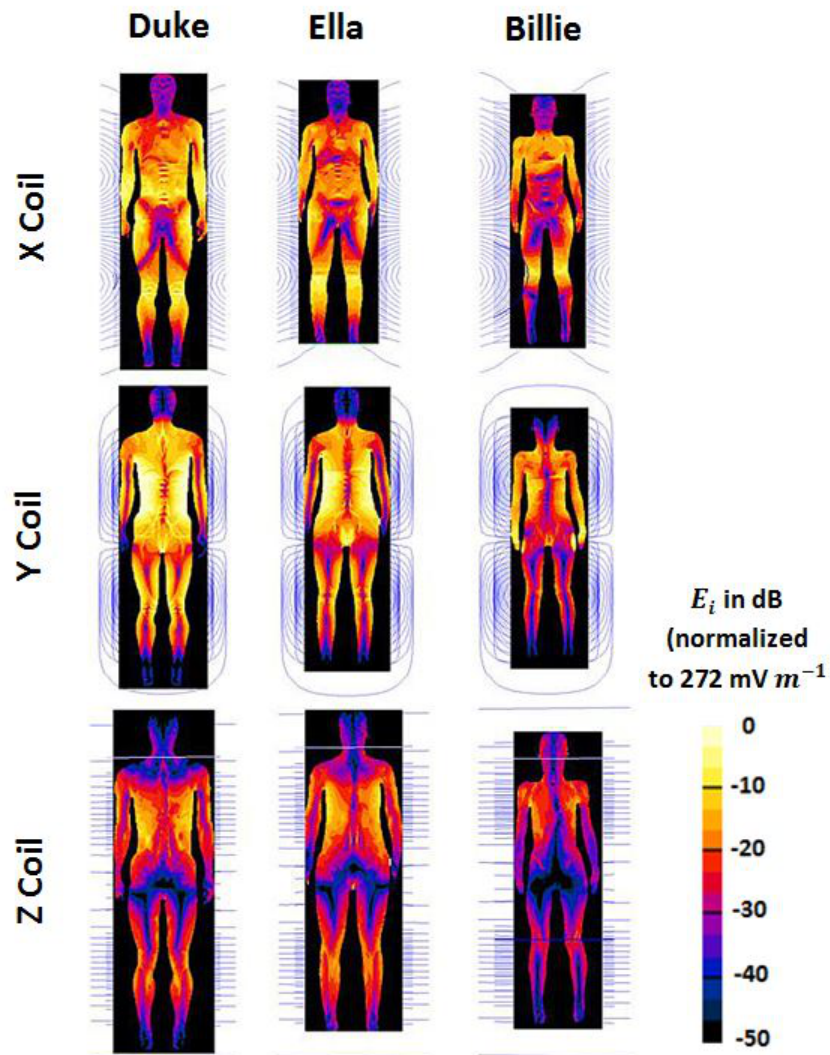 Duke Ella Billie
X Coil
Y Coil
Z Coil
E_i in dB
(normalized
to 272 mV m⁻¹
0
-10
-20
-30
-40
-50